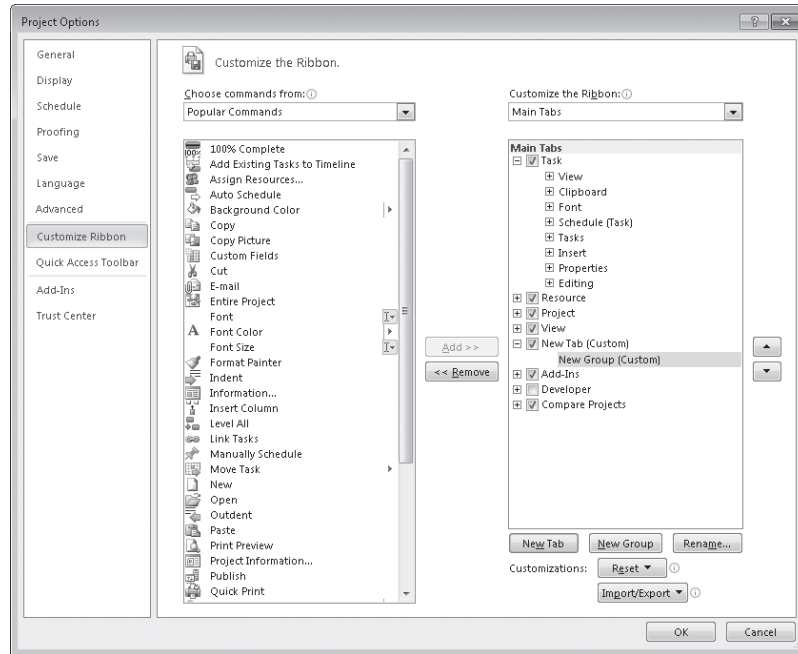 Project Options
General
Display
Schedule
Proofing
Save
Language
Advanced
Customize Ribbon
Quick Access Toolbar
Add-Ins
Trust Center
Customize the Ribbon.
Choose commands from:
Popular Commands
100% Complete
Add Existing Tasks to Timeline
Assign Resources...
Auto Schedule
Background Color
Copy
Copy Picture
Custom Fields
Cut
E-mail
Entire Project
Font
Font Color
Font Size
Format Painter
Indent
Information...
Insert Column
Level All
Link Tasks
Manually Schedule
Move Task
New
Open
Outdent
Paste
Print Preview
Project Information...
Publish
Quick Print
Add >>
<< Remove
Customize the Ribbon:
Main Tabs
Main Tabs
Task
View
Clipboard
Font
Schedule (Task)
Tasks
Insert
Properties
Editing
Resource
Project
View
New Tab (Custom)
New Group (Custom)
Add-Ins
Developer
Compare Projects
New Tab
New Group
Rename...
Customizations:
Reset
Import/Export
OK
Cancel